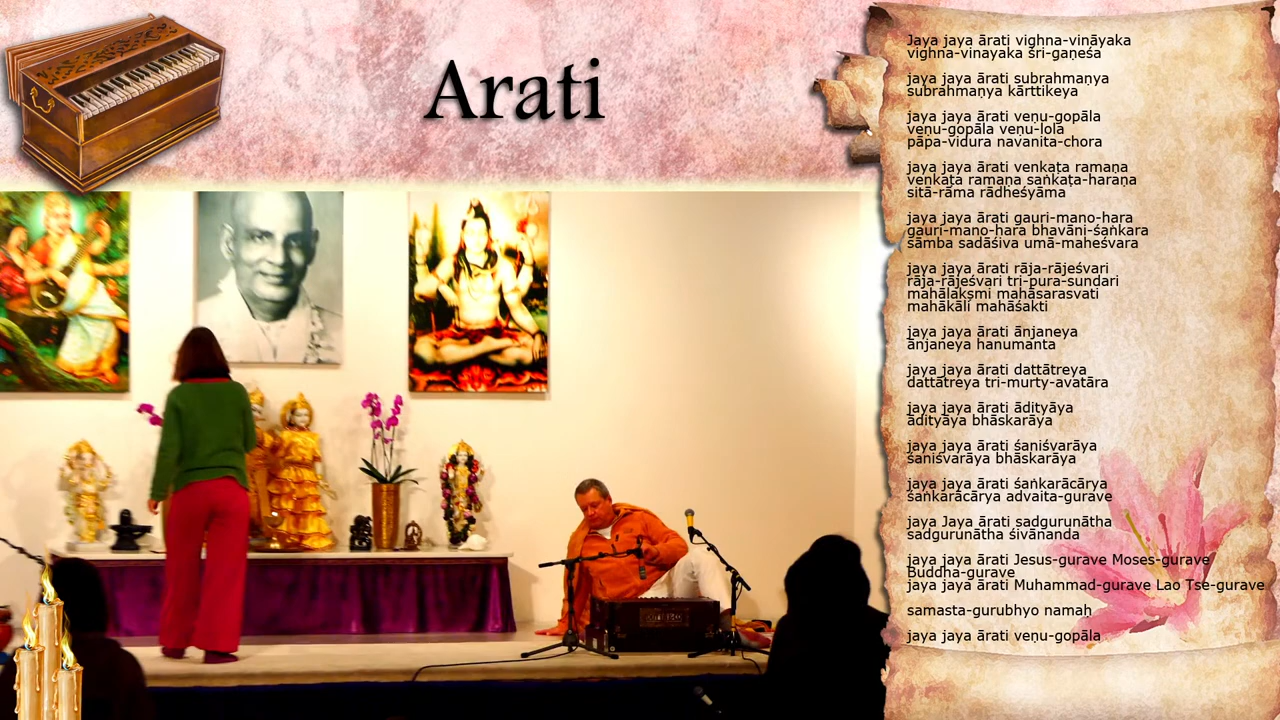 Arati
Jaya jaya ārati vighna-vināyaka
vighna-vinayaka śri-gaṇeśa
jaya jaya ārati subrahmaṇya
subrahmaṇya kārttikeya
jaya jaya ārati veṇu-gopāla
veṇu-gopāla veṇu-lola
pāpa-vidura navanita-chora
jaya jaya ārati venkaṭa ramaṇa
venkaṭa ramaṇa saṅkaṭa-haraṇa
sitā-rāma rādheśyāma
jaya jaya ārati gauri-mano-hara
gauri-mano-hara bhavāni-śaṅkara
sāmba sadāśiva umā-maheśvara
jaya jaya ārati rāja-rājeśvari
rāja-rājeśvari tri-pura-sundari
mahālakṣmi mahāsarasvati
mahākāli mahāśakti
jaya jaya ārati ānjaneya
ānjaneya hanumanta
jaya jaya ārati dattātreya
dattātreya tri-murty-avatāra
jaya jaya ārati ādityāya
ādityāya bhāskarāya
jaya jaya ārati śaniśvarāya
śaniśvarāya bhāskarāya
jaya jaya ārati śaṅkarācārya
śaṅkarācārya advaita-gurave
jaya Jaya ārati sadgurunātha
sadgurunātha śivānanda
jaya jaya ārati Jesus-gurave Moses-gurave
Buddha-gurave
jaya jaya ārati Muhammad-gurave Lao Tse-gurave
samasta-gurubhyo namaḥ
jaya jaya ārati veṇu-gopāla